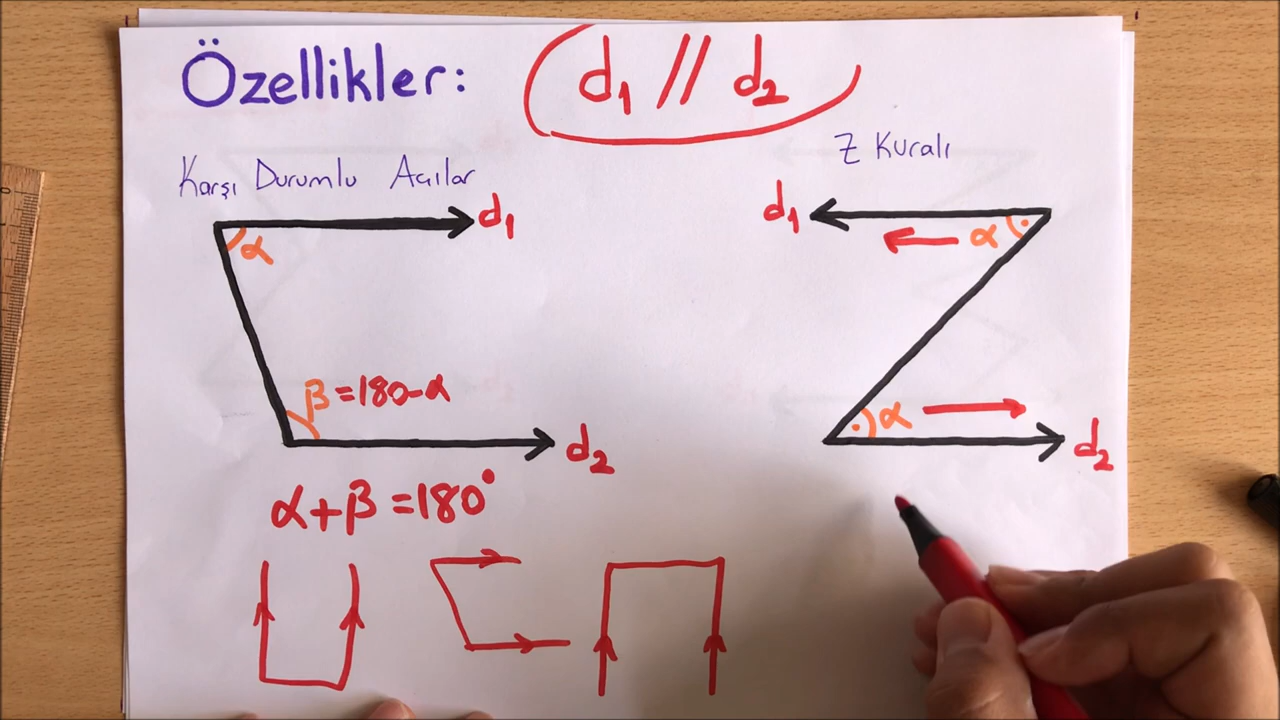 Özellikler:
d1 // d2
Karşı Durumlu Açılar
d1
α
β = 180-α
d2
α+β=180°
Z Kuralı
d1
α
α
d2